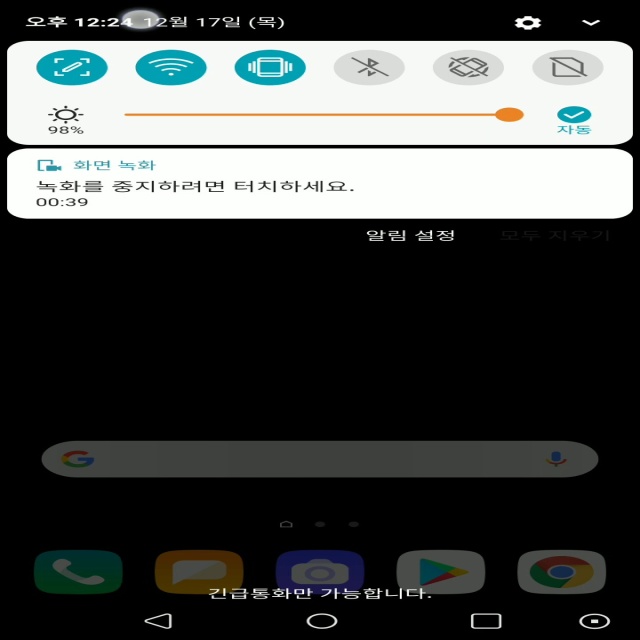 오후 12:24 12월 17일 (목)
98%
자동
화면 녹화
녹화를 중지하려면 터치하세요.
00:39
알림 설정 모두 지우기
긴급통화만 가능합니다.